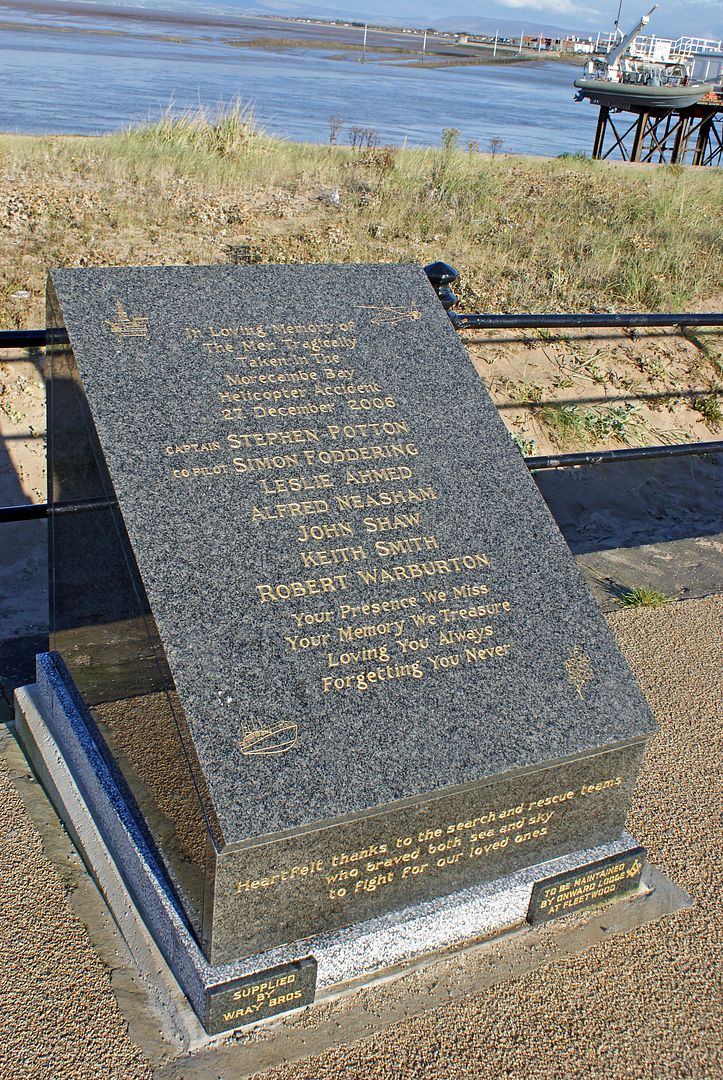 In Loving Memory of
The Men Tragically
Taken In The
Morecambe Bay
Helicopter Accident
27 December 2006
CAPTAIN STEPHEN POTTON
CO PILOT SIMON FODDERING
LESLIE AHMED
ALFRED NEASHAM
JOHN SHAW
KEITH SMITH
ROBERT WARBURTON
Your Presence We Miss
Your Memory We Treasure
Loving You Always
Forgetting You Never
Heartfelt thanks to the search and rescue teams
who braved both see and sky
to fight for our loved ones
TO BE MAINTAINED
BY ONWARD LODGE
AT FLEETWOOD
SUPPLIED
BY
WRAY BROS